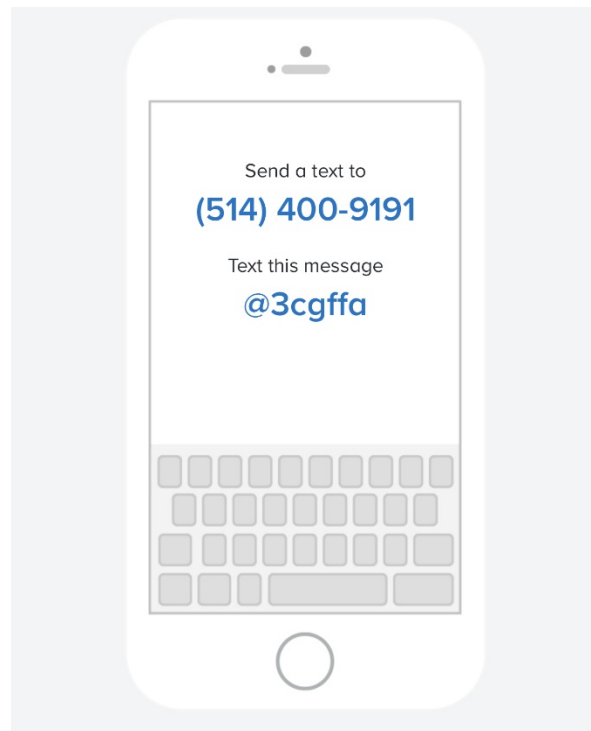 Send a text to
(514) 400-9191
Text this message
@3cgffa